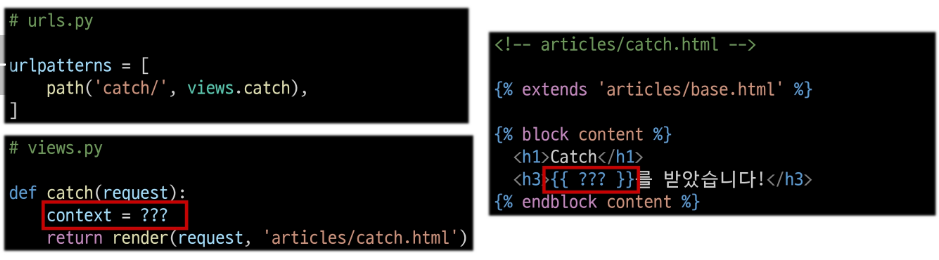 # urls.py
urlpatterns = [
    path('catch/', views.catch),
]
# views.py
def catch(request):
    context = ???
    return render(request, 'articles/catch.html')
<!-- articles/catch.html -->
{% extends 'articles/base.html' %}
{% block content %}
  <h1>Catch</h1>
  <h3>{{ ??? }}를 받았습니다!</h3>
{% endblock content %}